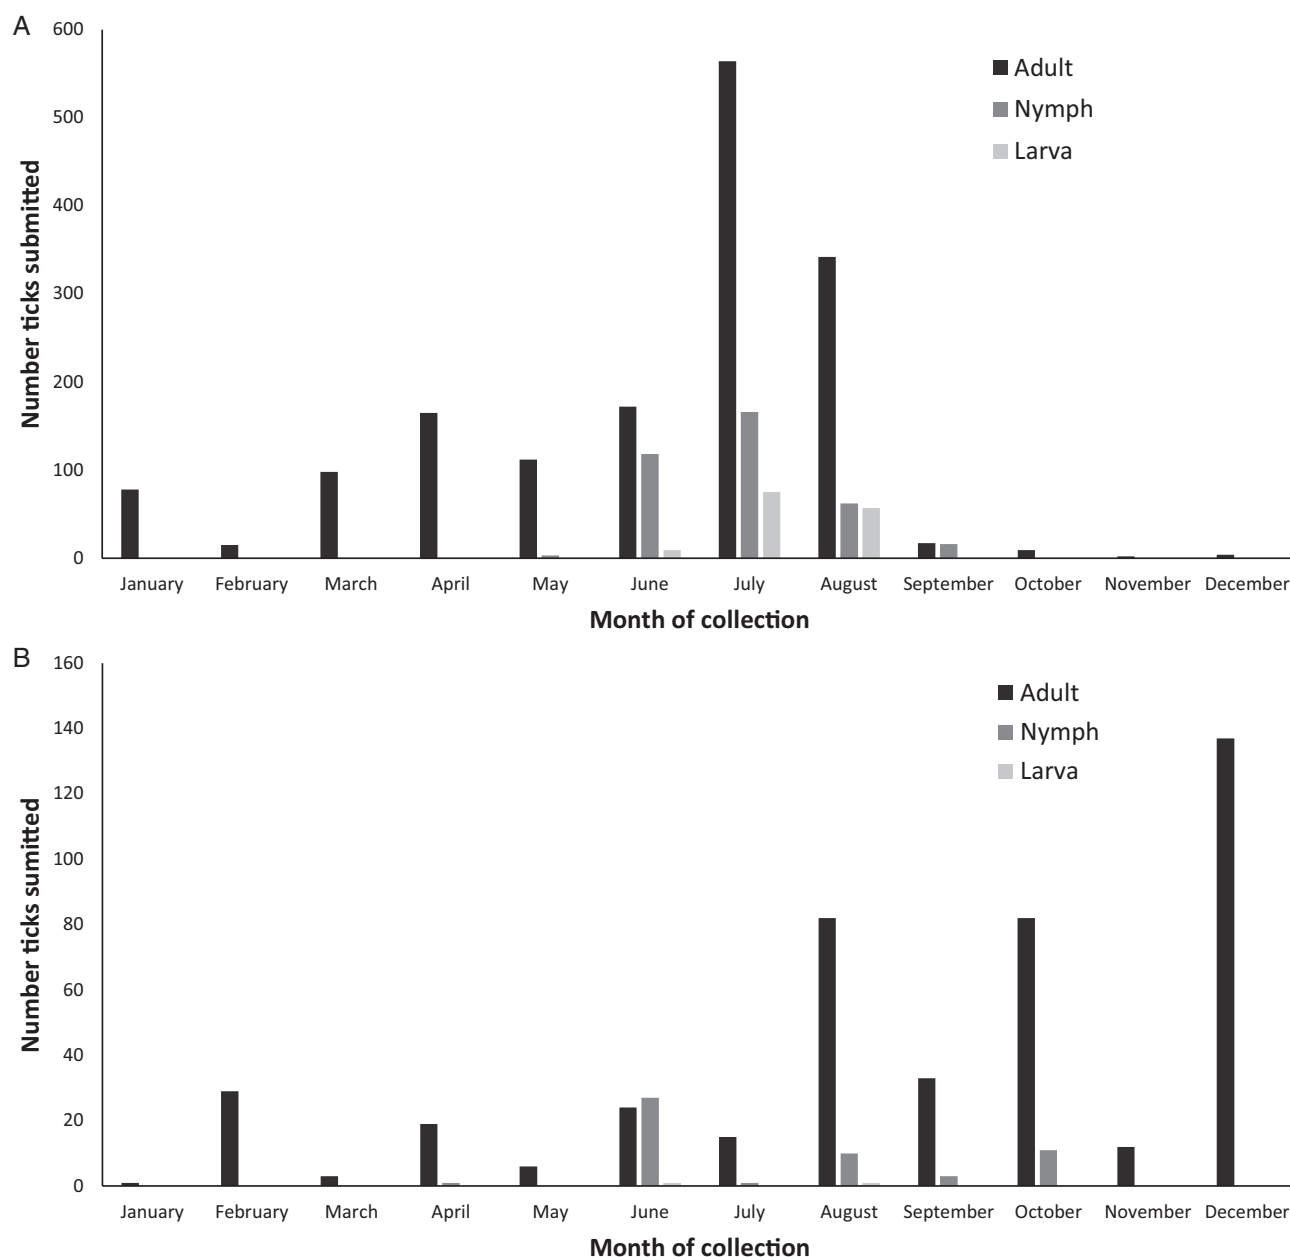 A
600
500
400
300
200
100
0
Number ticks submitted
Adult
Nymph
Larva
January February March April May June July August September October November December
Month of collection
B
160
140
120
100
80
60
40
20
0
Number ticks sumitted
Adult
Nymph
Larva
January February March April May June July August September October November December
Month of collection